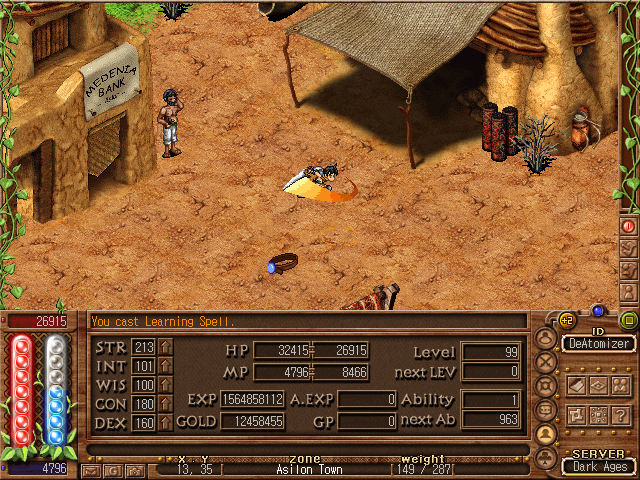 MEDENIA
BANK
26915
You cast Learning Spell.
+2
ID
DeAtomizer
STR 213 HP 32415 26915 Level 99
INT 101 MP 4796 8466 next LEV 0
WIS 100
CON 180 EXP 1564858112 A.EXP 0 Ability 1
DEX 160 GOLD 12458455 GP 0 next Ab 963
x . y zone weight
4796 G 13, 35 Asilon Town 149 / 287
?
SERVER
Dark Ages